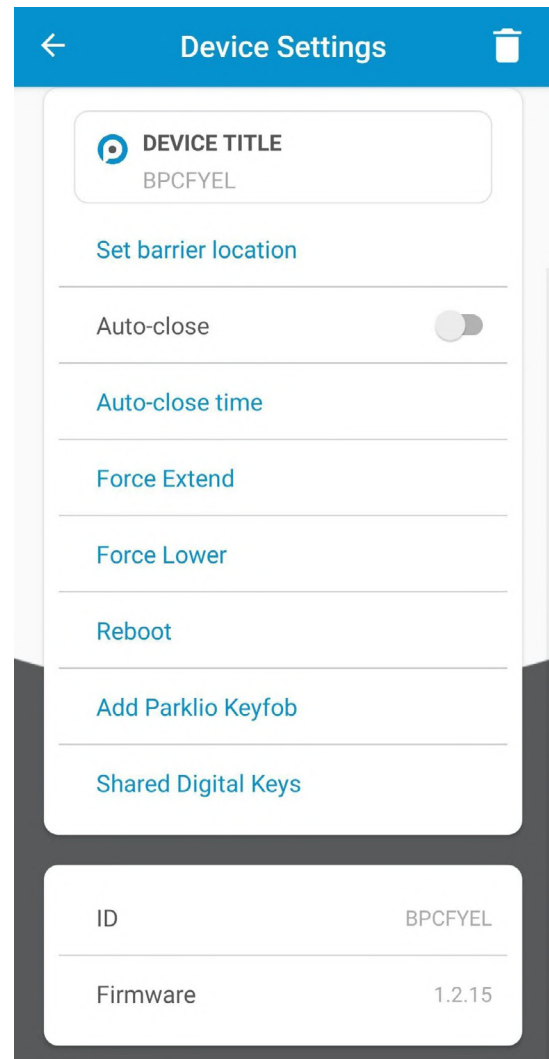 Device Settings
DEVICE TITLE
BPCFYEL
Set barrier location
Auto-close
Auto-close time
Force Extend
Force Lower
Reboot
Add Parklio Keyfob
Shared Digital Keys
ID BPCFYEL
Firmware 1.2.15